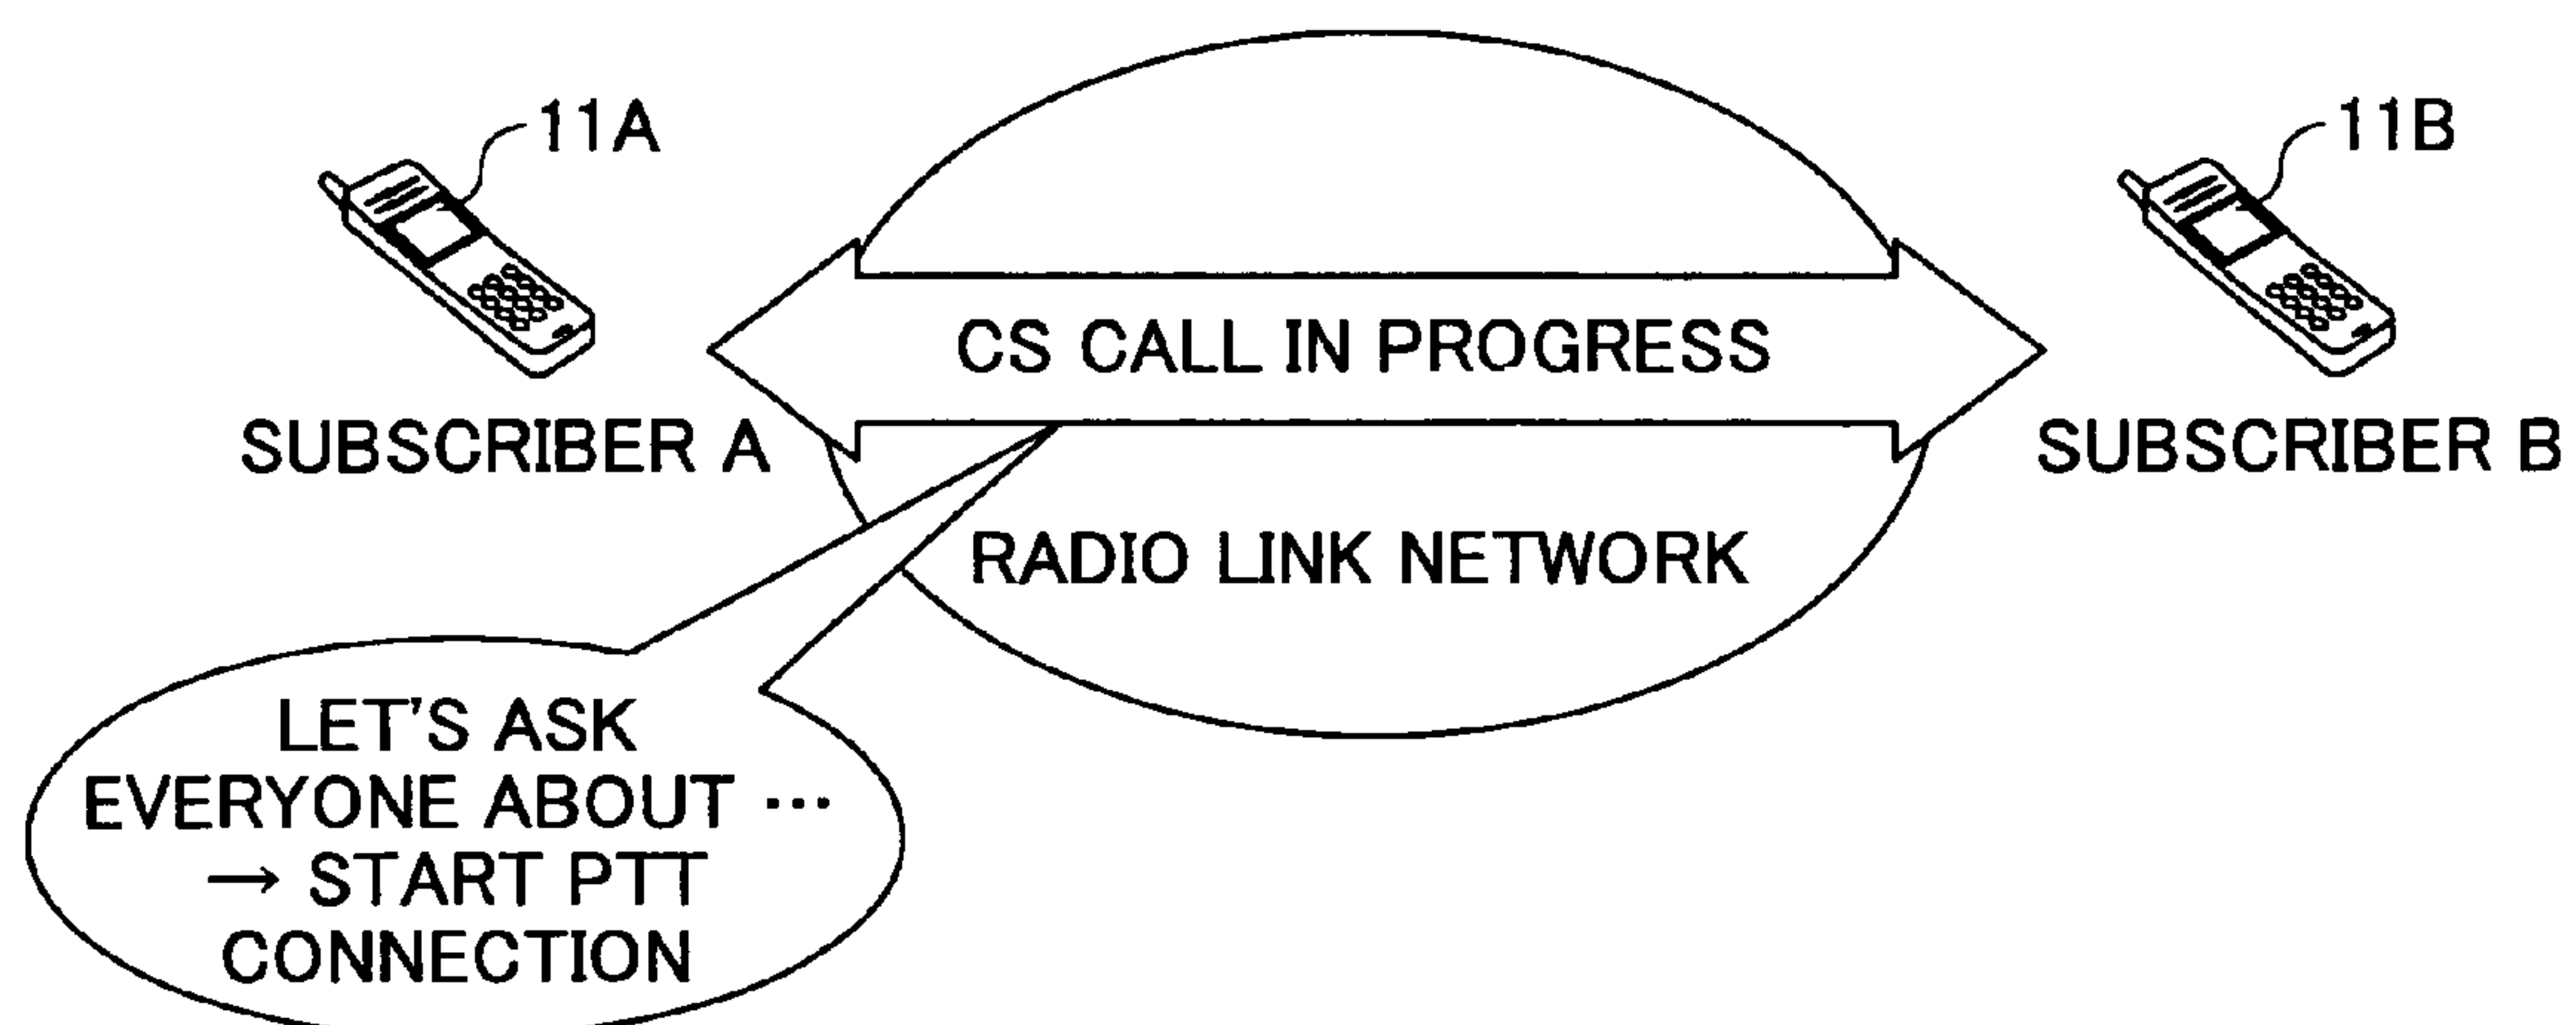 11A
11B
CS CALL IN PROGRESS
SUBSCRIBER A
SUBSCRIBER B
RADIO LINK NETWORK
LET'S ASK
EVERYONE ABOUT ···
→ START PTT
CONNECTION